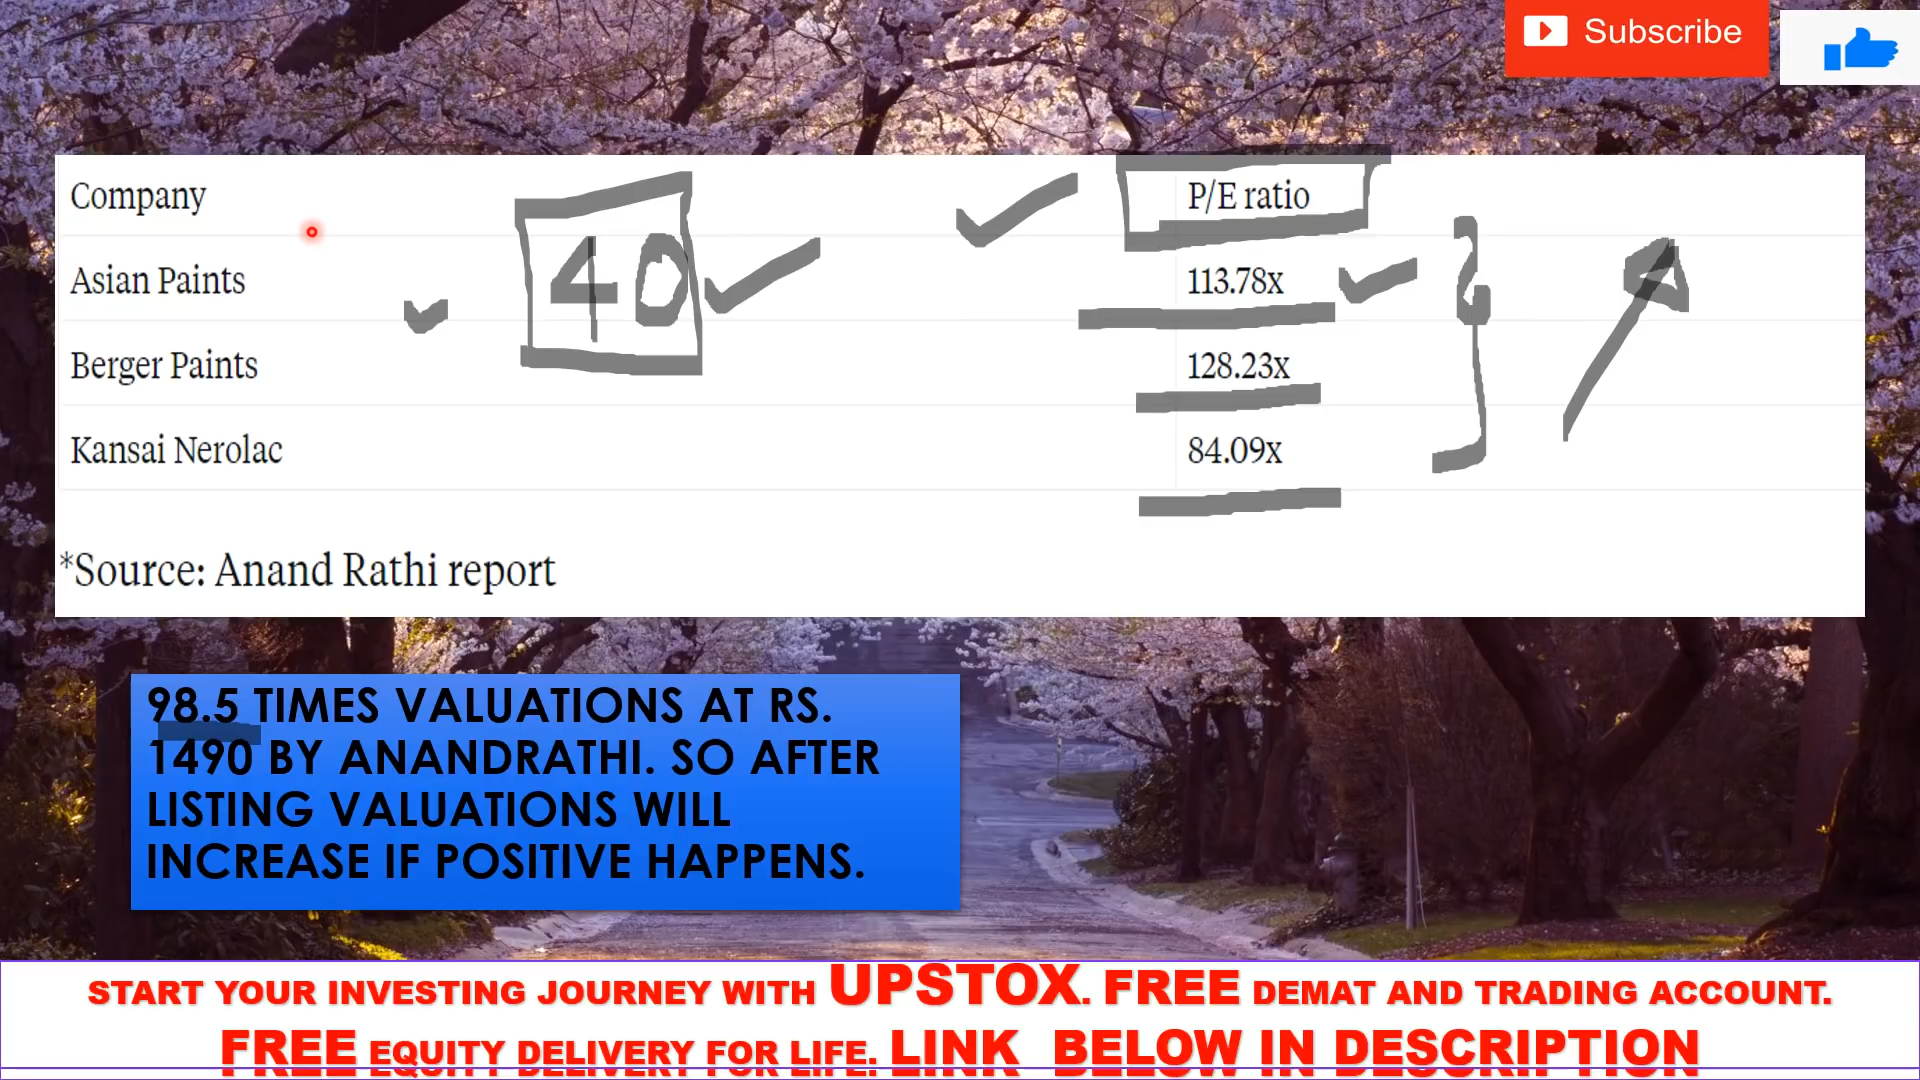 Subscribe
Company P/E ratio
40
Asian Paints 113.78x
Berger Paints 128.23x
Kansai Nerolac 84.09x
*Source: Anand Rathi report
98.5 TIMES VALUATIONS AT RS.
1490 BY ANANDRATHI. SO AFTER
LISTING VALUATIONS WILL
INCREASE IF POSITIVE HAPPENS.
START YOUR INVESTING JOURNEY WITH UPSTOX. FREE DEMAT AND TRADING ACCOUNT.
FREE EQUITY DELIVERY FOR LIFE. LINK BELOW IN DESCRIPTION